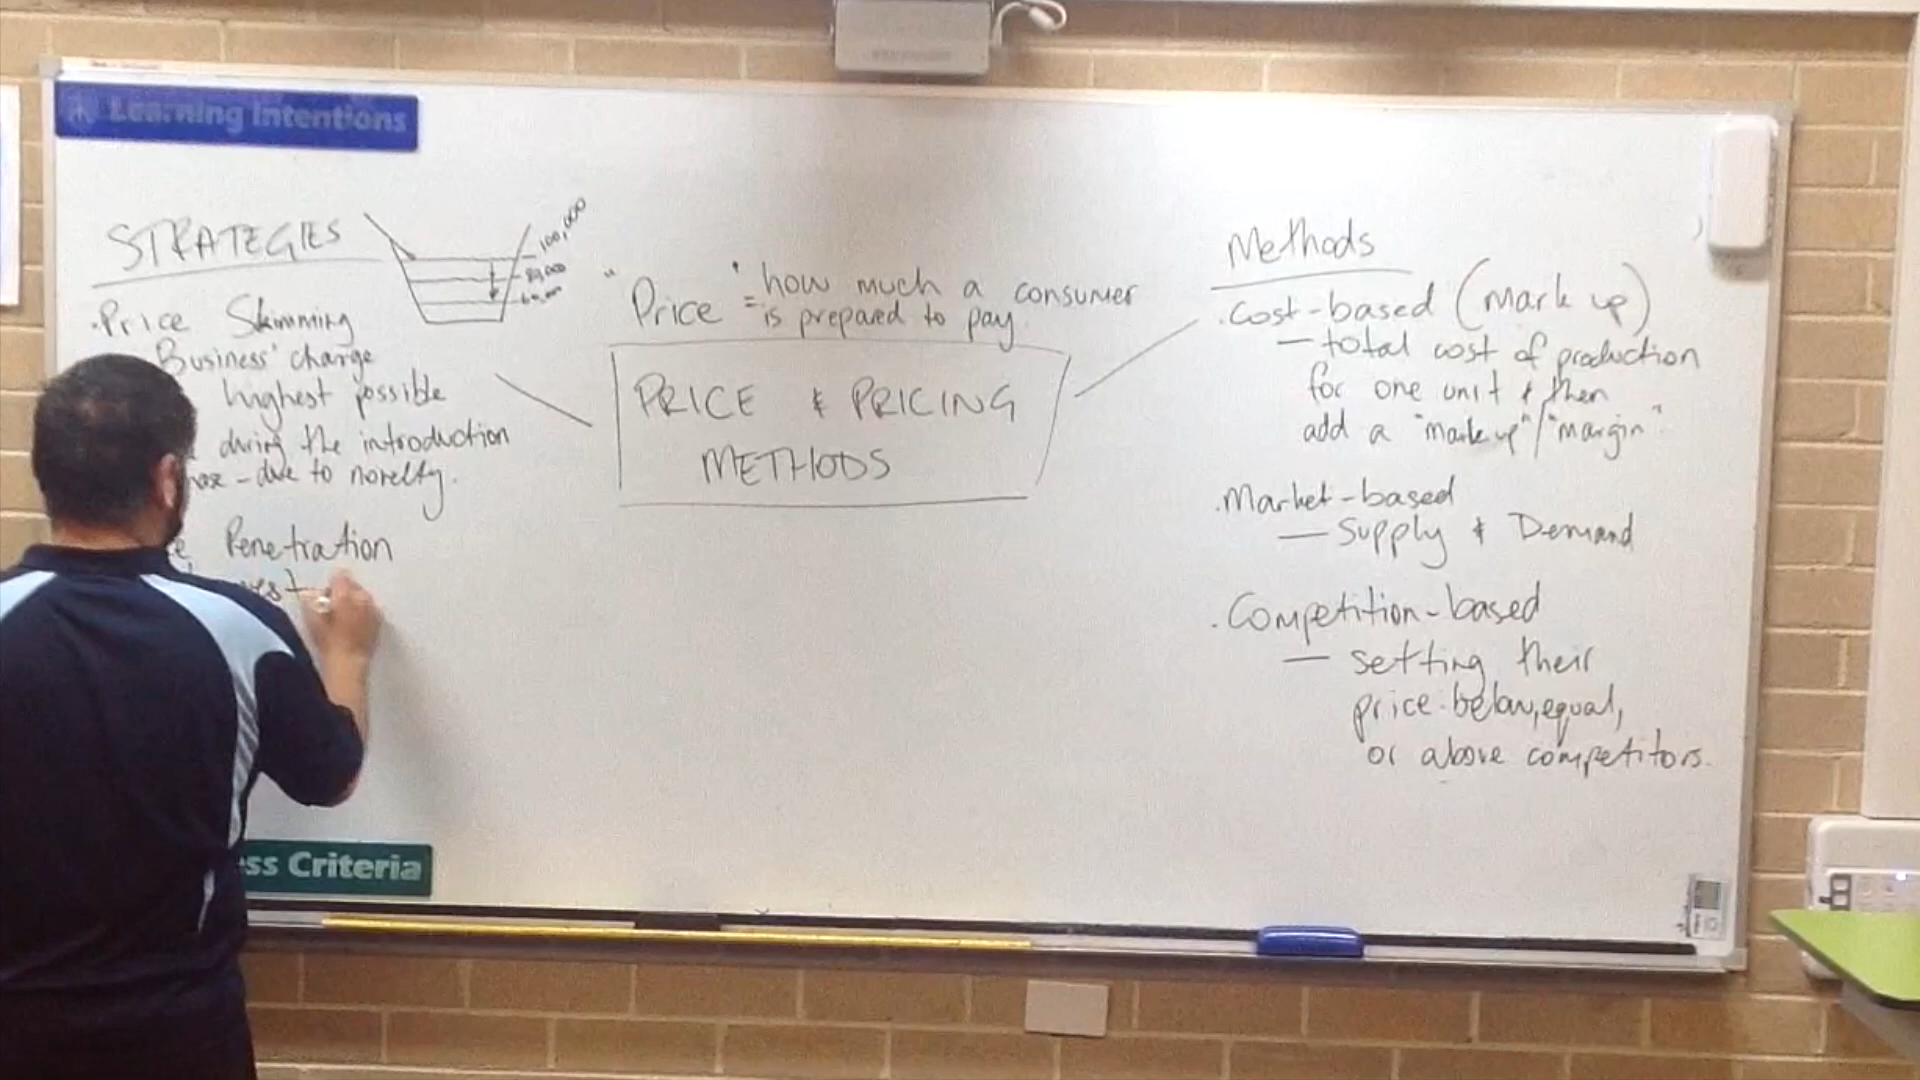 Learning Intentions
STRATEGIES
100,000
80,000
60,000
·Price Skimming
Business' charge
highest possible
during the introduction
- due to novelty.
Penetration
"Price" = how much a consumer
is prepared to pay.
PRICE & PRICING
METHODS
Methods
·Cost-based (Mark up)
— total cost of production
for one unit & then
add a "mark up"/"margin"
·Market-based
— Supply & Demand
·Competition-based
— setting their
price below, equal,
or above competitors.
ss Criteria